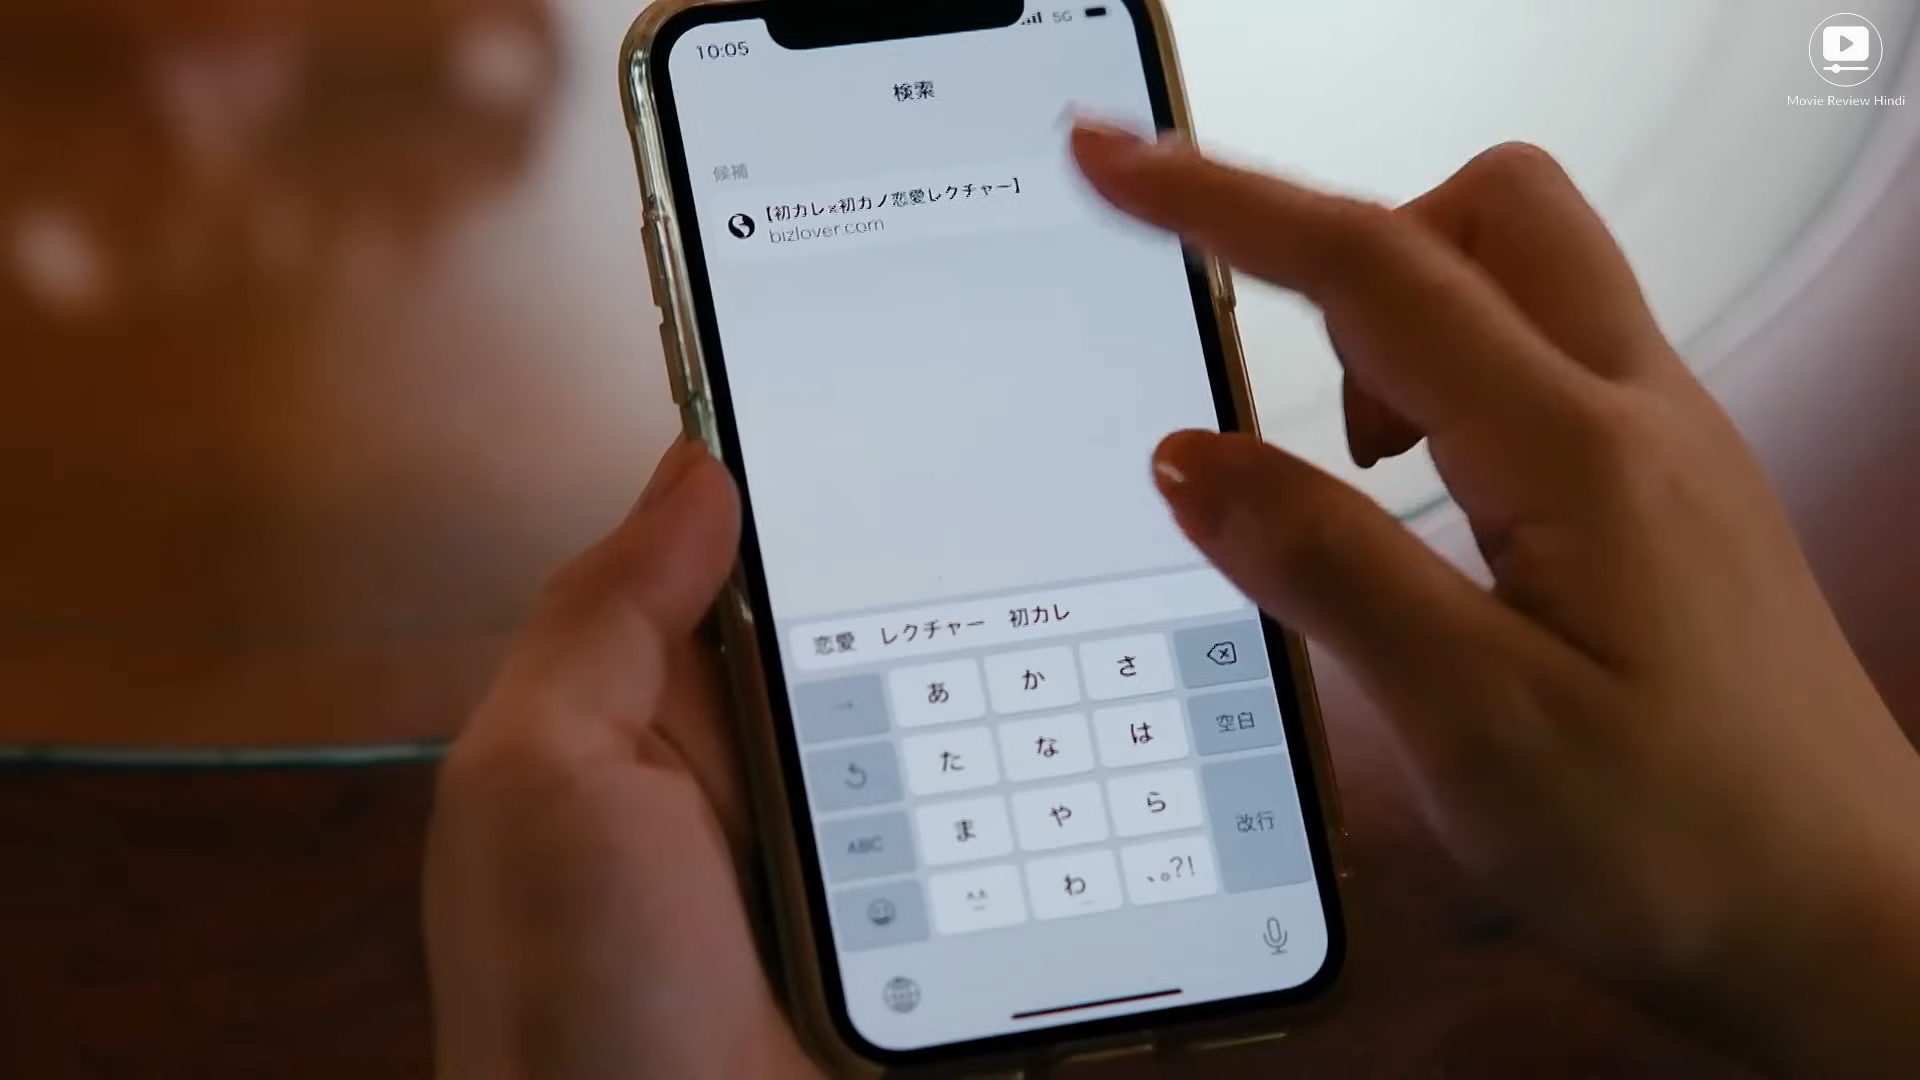 10:05
5G
検索
候補
【初カレ×初カノ恋愛レクチャー】
bizlover.com
恋愛 レクチャー 初カレ
→ あ か さ
た な は 空白
ABC ま や ら 改行
^^ わ 、。?!
Movie Review Hindi